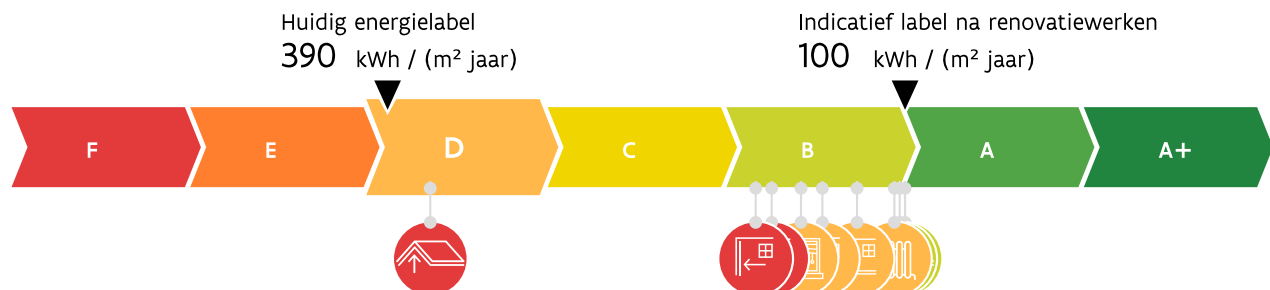 Huidig energielabel
390 kWh / (m² jaar)
Indicatief label na renovatiewerken
100 kWh / (m² jaar)
F
E
D
C
B
A
A+